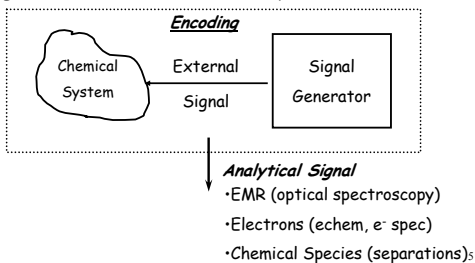 Encoding
Chemical System
External Signal
Signal Generator
Analytical Signal
•EMR (optical spectroscopy)
•Electrons (echem, e- spec)
•Chemical Species (separations)5